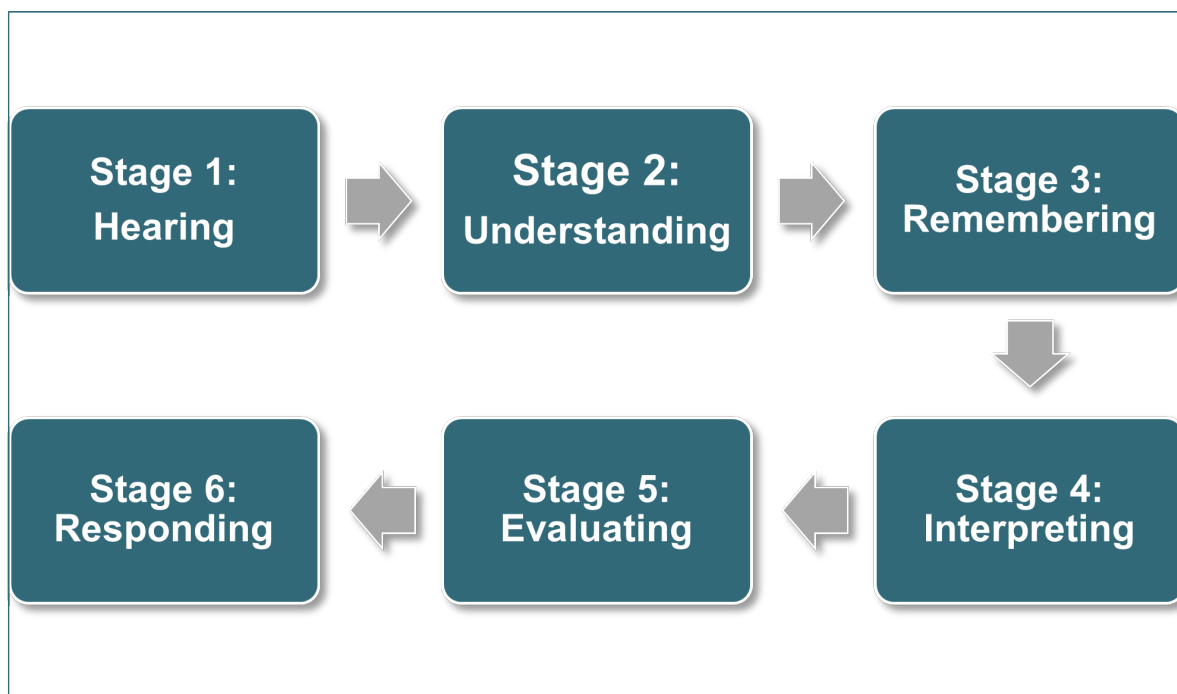 Stage 1:
Hearing
Stage 2:
Understanding
Stage 3:
Remembering
Stage 4:
Interpreting
Stage 5:
Evaluating
Stage 6:
Responding